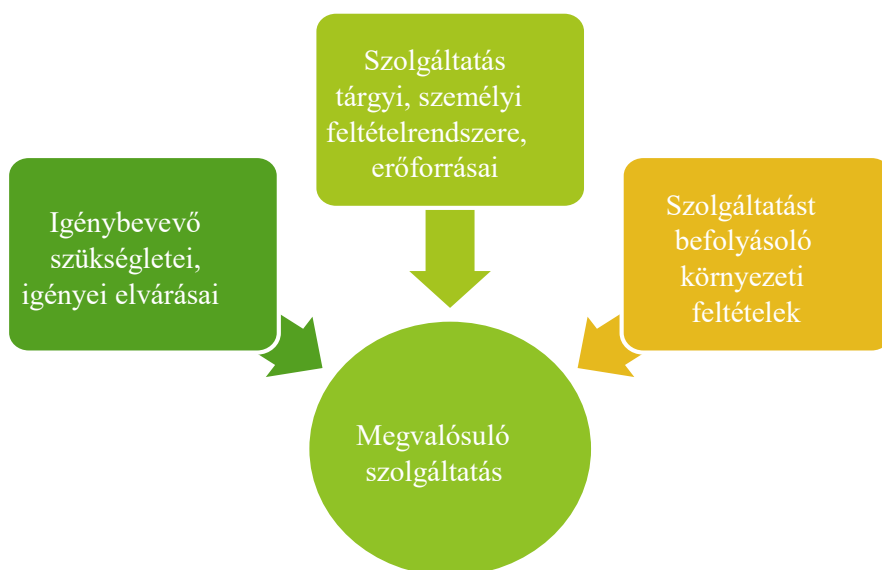 Szolgáltatás
tárgyi, személyi
feltételrendszere,
erőforrásai
Igénybevevő
szükségletei,
igényei elvárásai
Szolgáltatást
befolyásoló
környezeti
feltételek
Megvalósuló
szolgáltatás